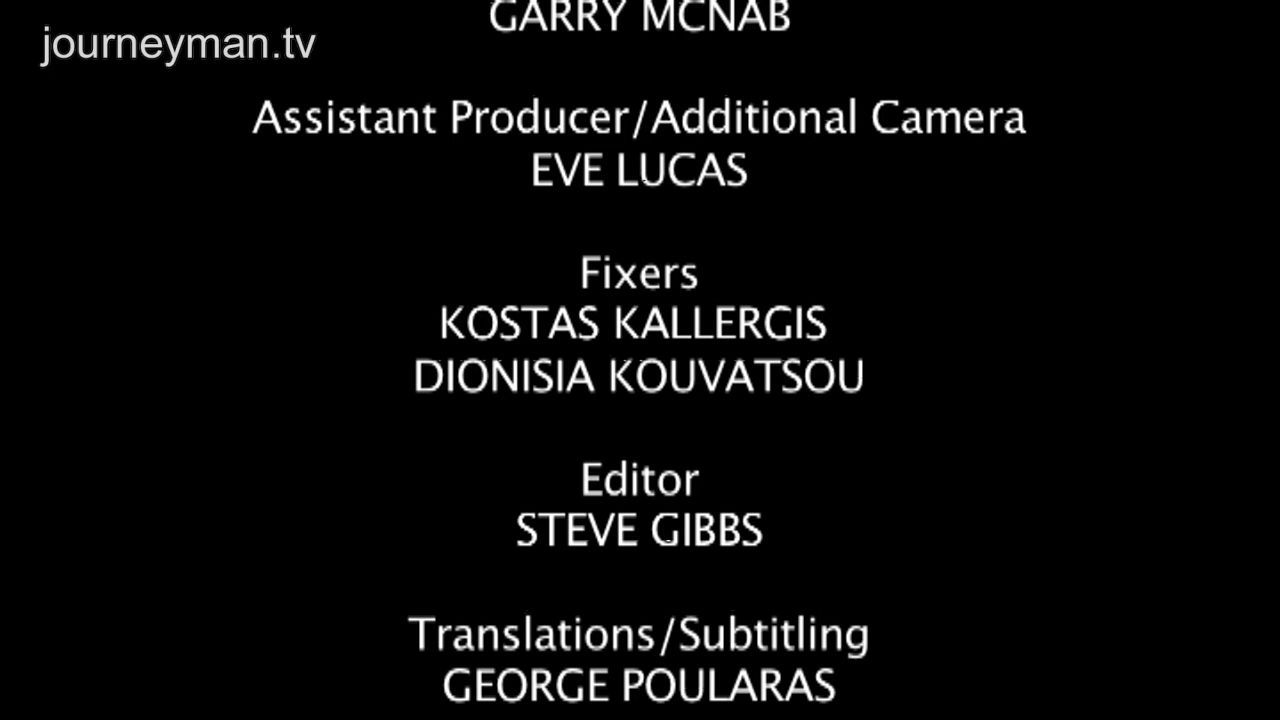 GARRY MCNAB
journeyman.tv
Assistant Producer/Additional Camera
EVE LUCAS
Fixers
KOSTAS KALLERGIS
DIONISIA KOUVATSOU
Editor
STEVE GIBBS
Translations/Subtitling
GEORGE POULARAS